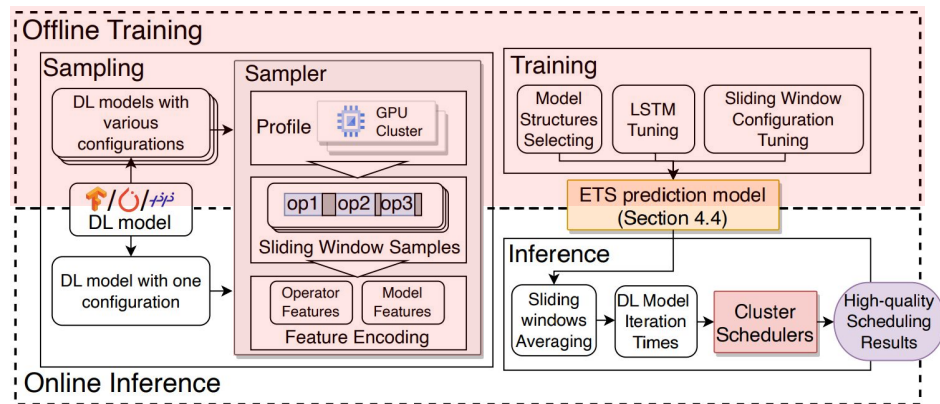 Offline Training
Sampling
DL models with
various
configurations
DL model
DL model with one
configuration
Sampler
Profile
GPU
Cluster
op1
op2
op3
Sliding Window Samples
Operator
Features
Model
Features
Feature Encoding
Training
Model
Structures
Selecting
LSTM
Tuning
Sliding Window
Configuration
Tuning
ETS prediction model
(Section 4.4)
Inference
Sliding
windows
Averaging
DL Model
Iteration
Times
Cluster
Schedulers
High-quality
Scheduling
Results
Online Inference